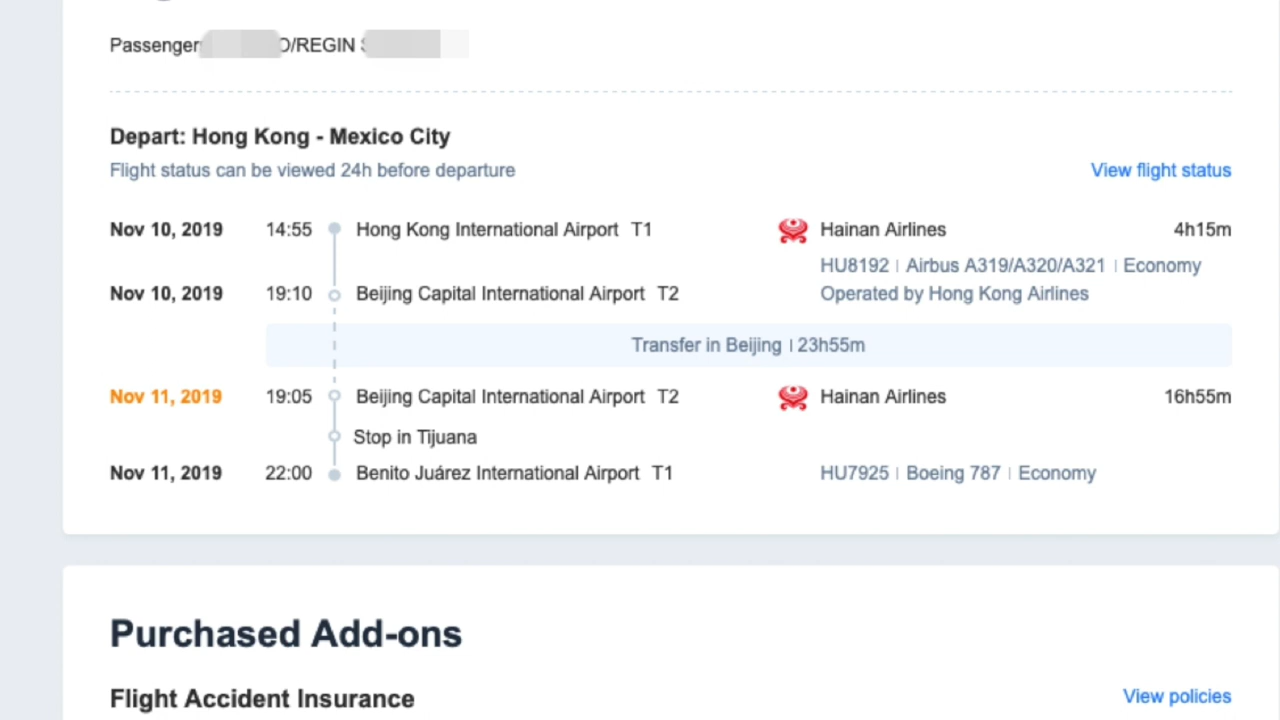 Passenger
/REGIN
Depart: Hong Kong - Mexico City
Flight status can be viewed 24h before departure
View flight status
Nov 10, 2019 14:55 Hong Kong International Airport T1 Hainan Airlines 4h15m
HU8192 | Airbus A319/A320/A321 | Economy
Nov 10, 2019 19:10 Beijing Capital International Airport T2 Operated by Hong Kong Airlines
Transfer in Beijing | 23h55m
Nov 11, 2019 19:05 Beijing Capital International Airport T2 Hainan Airlines 16h55m
Stop in Tijuana
Nov 11, 2019 22:00 Benito Juárez International Airport T1 HU7925 | Boeing 787 | Economy
Purchased Add-ons
Flight Accident Insurance View policies